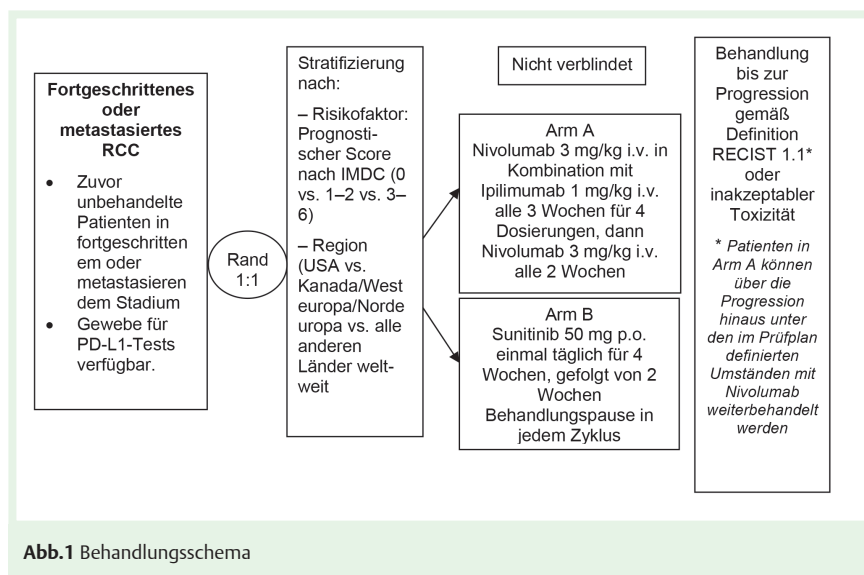 Fortgeschrittenes
oder
metastasiertes
RCC
• Zuvor
unbehandelte
Patienten in
fortgeschritten
em oder
metastasieren
dem Stadium
• Gewebe für
PD-L1-Tests
verfügbar.
Rand
1:1
Stratifizierung
nach:
– Risikofaktor:
Prognosti-
scher Score
nach IMDC (0
vs. 1–2 vs. 3–
6)
– Region
(USA vs.
Kanada/West
europa/Norde
uropa vs. alle
anderen
Länder welt-
weit
Nicht verblindet
Arm A
Nivolumab 3 mg/kg i.v. in
Kombination mit
Ipilimumab 1 mg/kg i.v.
alle 3 Wochen für 4
Dosierungen, dann
Nivolumab 3 mg/kg i.v.
alle 2 Wochen
Arm B
Sunitinib 50 mg p.o.
einmal täglich für 4
Wochen, gefolgt von 2
Wochen
Behandlungspause in
jedem Zyklus
Behandlung
bis zur
Progression
gemäß
Definition
RECIST 1.1*
oder
inakzeptabler
Toxizität
* Patienten in
Arm A können
über die
Progression
hinaus unter
den im Prüfplan
definierten
Umständen mit
Nivolumab
weiterbehandelt
werden
Abb.1 Behandlungsschema